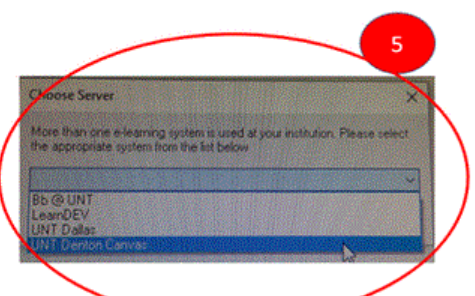 5
Choose Server
More than one e-learning system is used at your institution. Please select
the appropriate system from the list below
Bb @ UNT
LearnDEV
UNT Dallas
UNT Denton Canvas